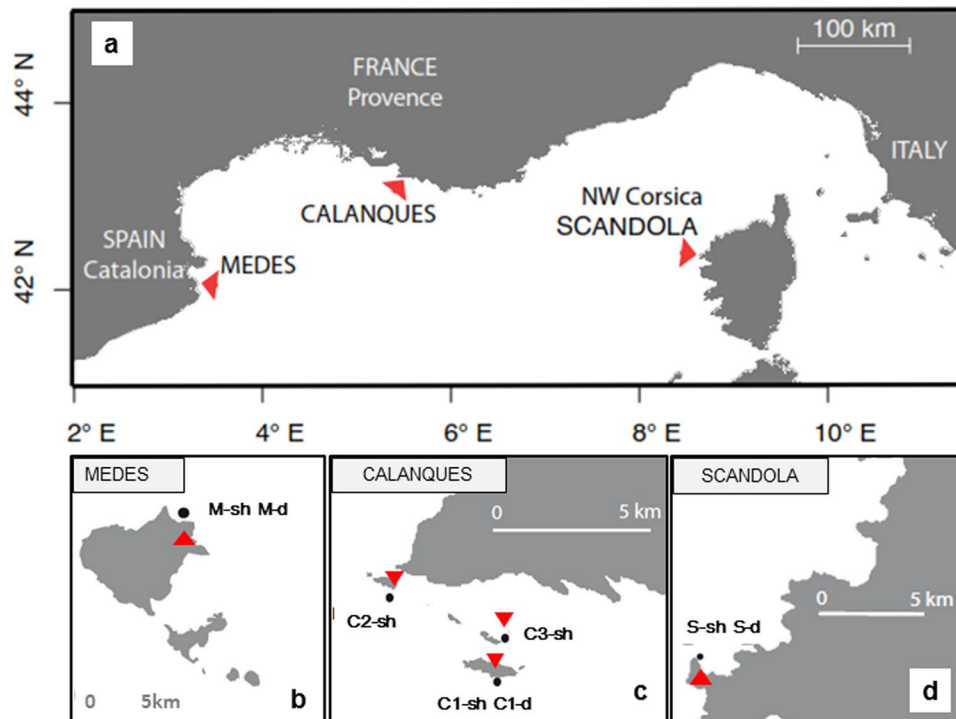 a
100 km
44° N
FRANCE
Provence
ITALY
CALANQUES
NW Corsica
SCANDOLA
SPAIN
Catalonia
MEDES
42° N
2° E 4° E 6° E 8° E 10° E
MEDES
M-sh M-d
0 5km
b
CALANQUES
0 5 km
C2-sh
C3-sh
C1-sh C1-d
c
SCANDOLA
0 5 km
S-sh S-d
d